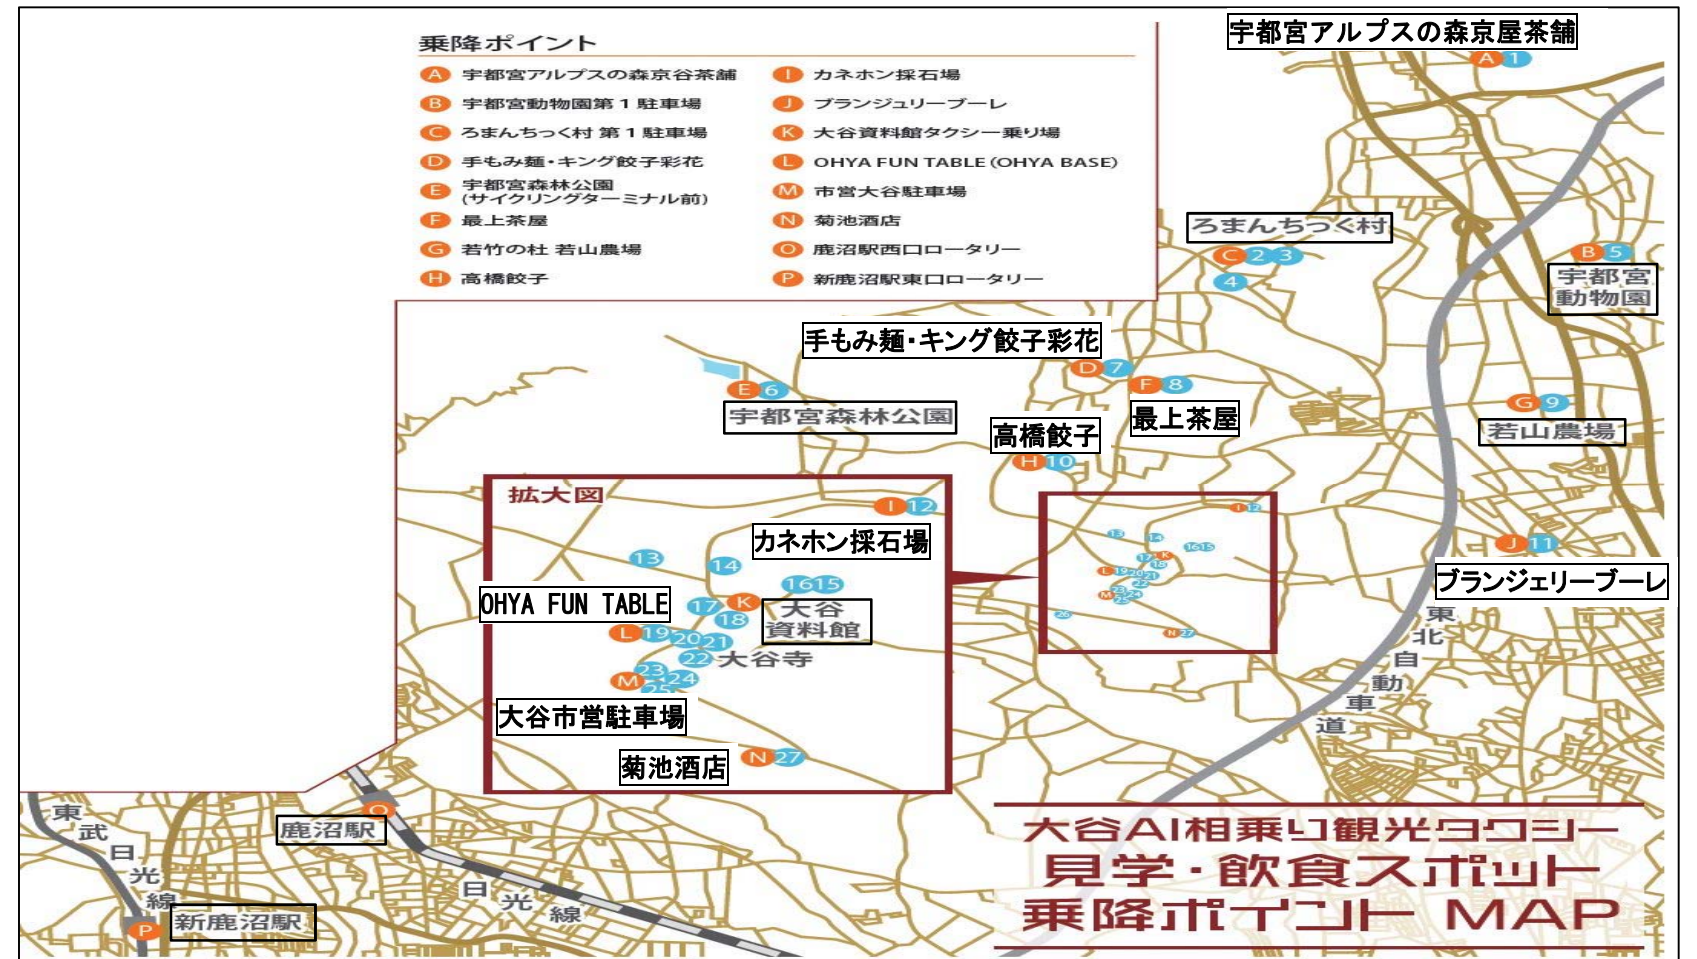 乗降ポイント
A 宇都宮アルプスの森京谷茶舗
B 宇都宮動物園第1駐車場
C ろまんちっく村 第1駐車場
D 手もみ麺・キング餃子彩花
E 宇都宮森林公園
(サイクリングターミナル前)
F 最上茶屋
G 若竹の杜 若山農場
H 高橋餃子
I カネホン採石場
J ブランジュリーブーレ
K 大谷資料館タクシー乗り場
L OHYA FUN TABLE (OHYA BASE)
M 市営大谷駐車場
N 菊池酒店
O 鹿沼駅西口ロータリー
P 新鹿沼駅東口ロータリー
宇都宮アルプスの森京屋茶舗
A 1
ろまんちっく村
C 2 3
4
B 5
宇都宮
動物園
手もみ麺・キング餃子彩花
D 7
F 8
最上茶屋
E 6
宇都宮森林公園
高橋餃子
H 10
G 9
若山農場
J 11
ブランジェリーブーレ
拡大図
I 12
カネホン採石場
13
14
16 15
OHYA FUN TABLE
17 K
18
大谷
資料館
L 19 20 21
22 大谷寺
23
M 24
25
大谷市営駐車場
菊池酒店
N 27
I 12
13
14
16 15
17 K
18
L 19 20 21
22
23
M 24
25
26
N 27
東北自動車道
東武日光線
O
鹿沼駅
日光線
P 新鹿沼駅
大谷AI相乗り観光タクシー
見学・飲食スポット
乗降ポイント MAP